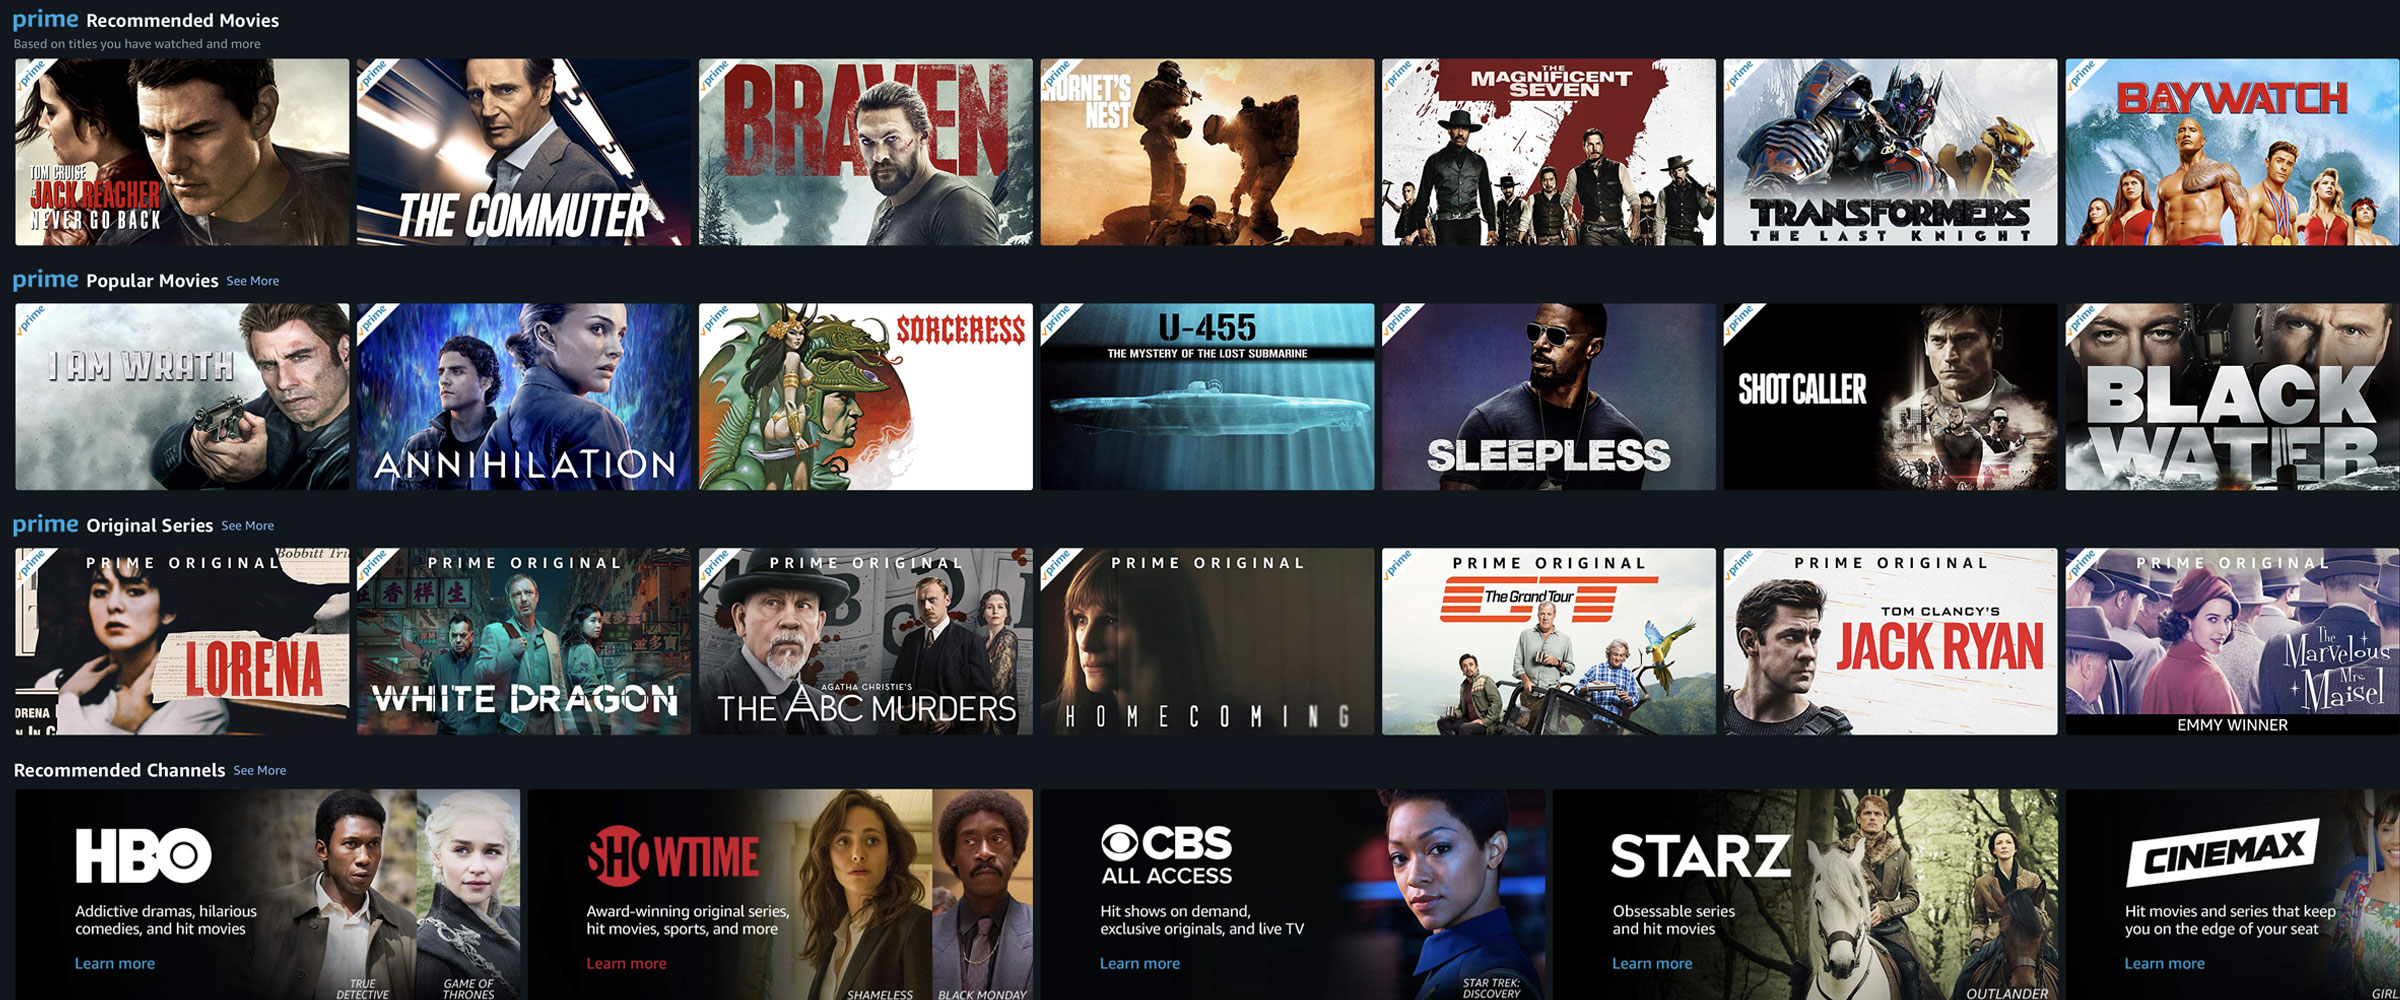 prime Recommended Movies
Based on titles you have watched and more
prime
TOM CRUISE
IS
JACK REACHER
NEVER GO BACK
prime
THE COMMUTER
prime
BRAVEN
prime
HORNET'S
NEST
prime
THE
MAGNIFICENT
SEVEN
7
prime
TRANSFORMERS
THE LAST KNIGHT
prime
BAYWATCH
prime Popular Movies See More
prime
I AM WRATH
prime
ANNIHILATION
prime
SORCERESS
prime
U-455
THE MYSTERY OF THE LOST SUBMARINE
prime
SLEEPLESS
prime
SHOT CALLER
prime
BLACK
WATER
prime Original Series See More
prime
PRIME ORIGINAL
Bobbitt
LORENA
prime
PRIME ORIGINAL
WHITE DRAGON
prime
PRIME ORIGINAL
AGATHA CHRISTIE'S
THE ABC MURDERS
prime
PRIME ORIGINAL
HOMECOMING
prime
PRIME ORIGINAL
GT
The Grand Tour
prime
PRIME ORIGINAL
TOM CLANCY'S
JACK RYAN
prime
PRIME ORIGINAL
The
Marvelous
Mrs.
Maisel
EMMY WINNER
Recommended Channels See More
HBO
Addictive dramas, hilarious
comedies, and hit movies
Learn more
TRUE
DETECTIVE
GAME OF
THRONES
SHOWTIME
Award-winning original series,
hit movies, sports, and more
Learn more
SHAMELESS
BLACK MONDAY
CBS
ALL ACCESS
Hit shows on demand,
exclusive originals, and live TV
Learn more
STAR TREK:
DISCOVERY
STARZ
Obsessable series
and hit movies
Learn more
OUTLANDER
CINEMAX
Hit movies and series that keep
you on the edge of your seat
Learn more